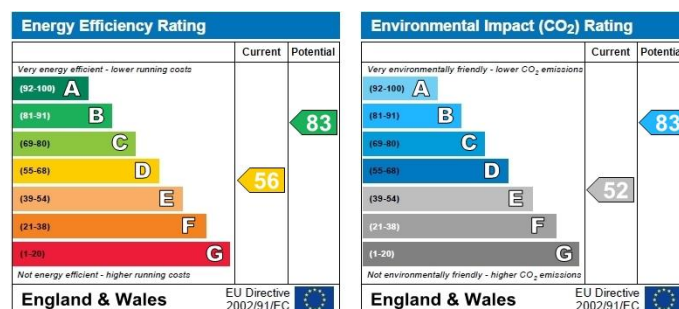 Energy Efficiency Rating
Current Potential
Very energy efficient - lower running costs
(92-100) A
(81-91) B
(69-80) C
(55-68) D
(39-54) E
(21-38) F
(1-20) G
83
56
Not energy efficient - higher running costs
England & Wales
EU Directive
2002/91/EC
Environmental Impact (CO2) Rating
Current Potential
Very environmentally friendly - lower CO2 emissions
(92-100) A
(81-91) B
(69-80) C
(55-68) D
(39-54) E
(21-38) F
(1-20) G
83
52
Not environmentally friendly - higher CO2 emissions
England & Wales
EU Directive
2002/91/EC